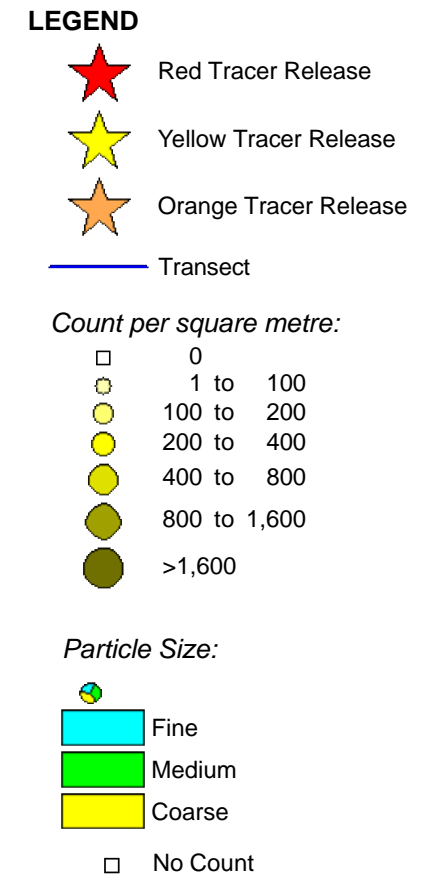 LEGEND
Red Tracer Release
Yellow Tracer Release
Orange Tracer Release
Transect
Count per square metre:
0
1 to 100
100 to 200
200 to 400
400 to 800
800 to 1,600
>1,600
Particle Size:
Fine
Medium
Coarse
No Count